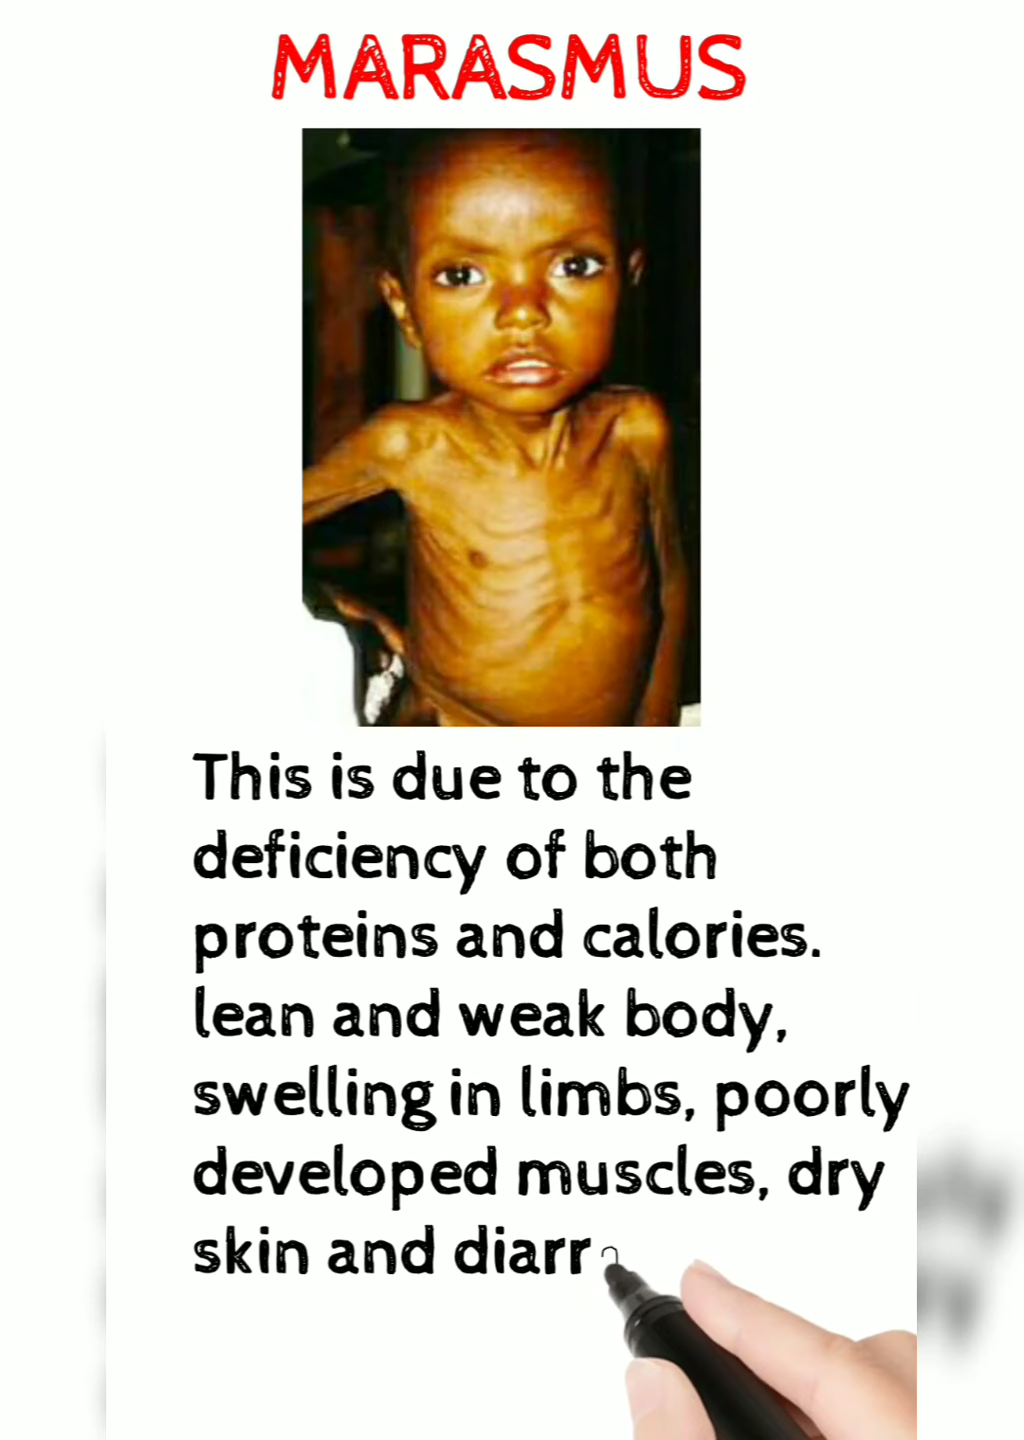 MARASMUS
This is due to the
deficiency of both
proteins and calories.
lean and weak body,
swelling in limbs, poorly
developed muscles, dry
skin and diarr